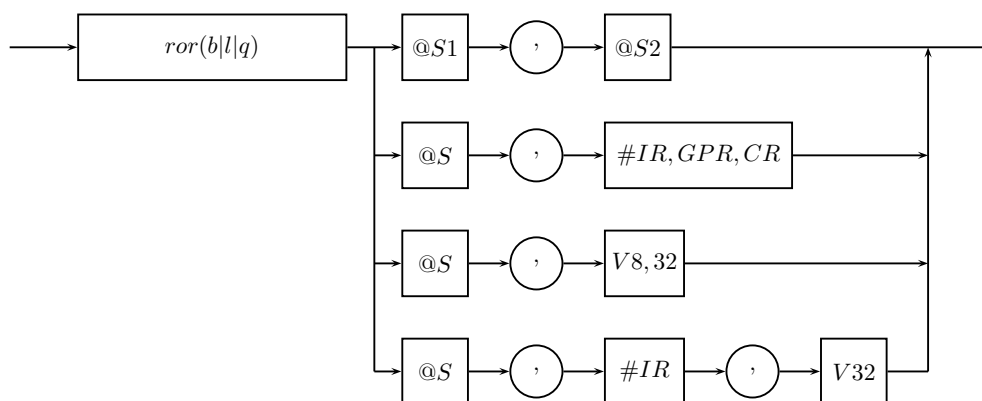 ror(b|l|q) @S1 , @S2
@S , #IR, GPR, CR
@S , V8, 32
@S , #IR , V32